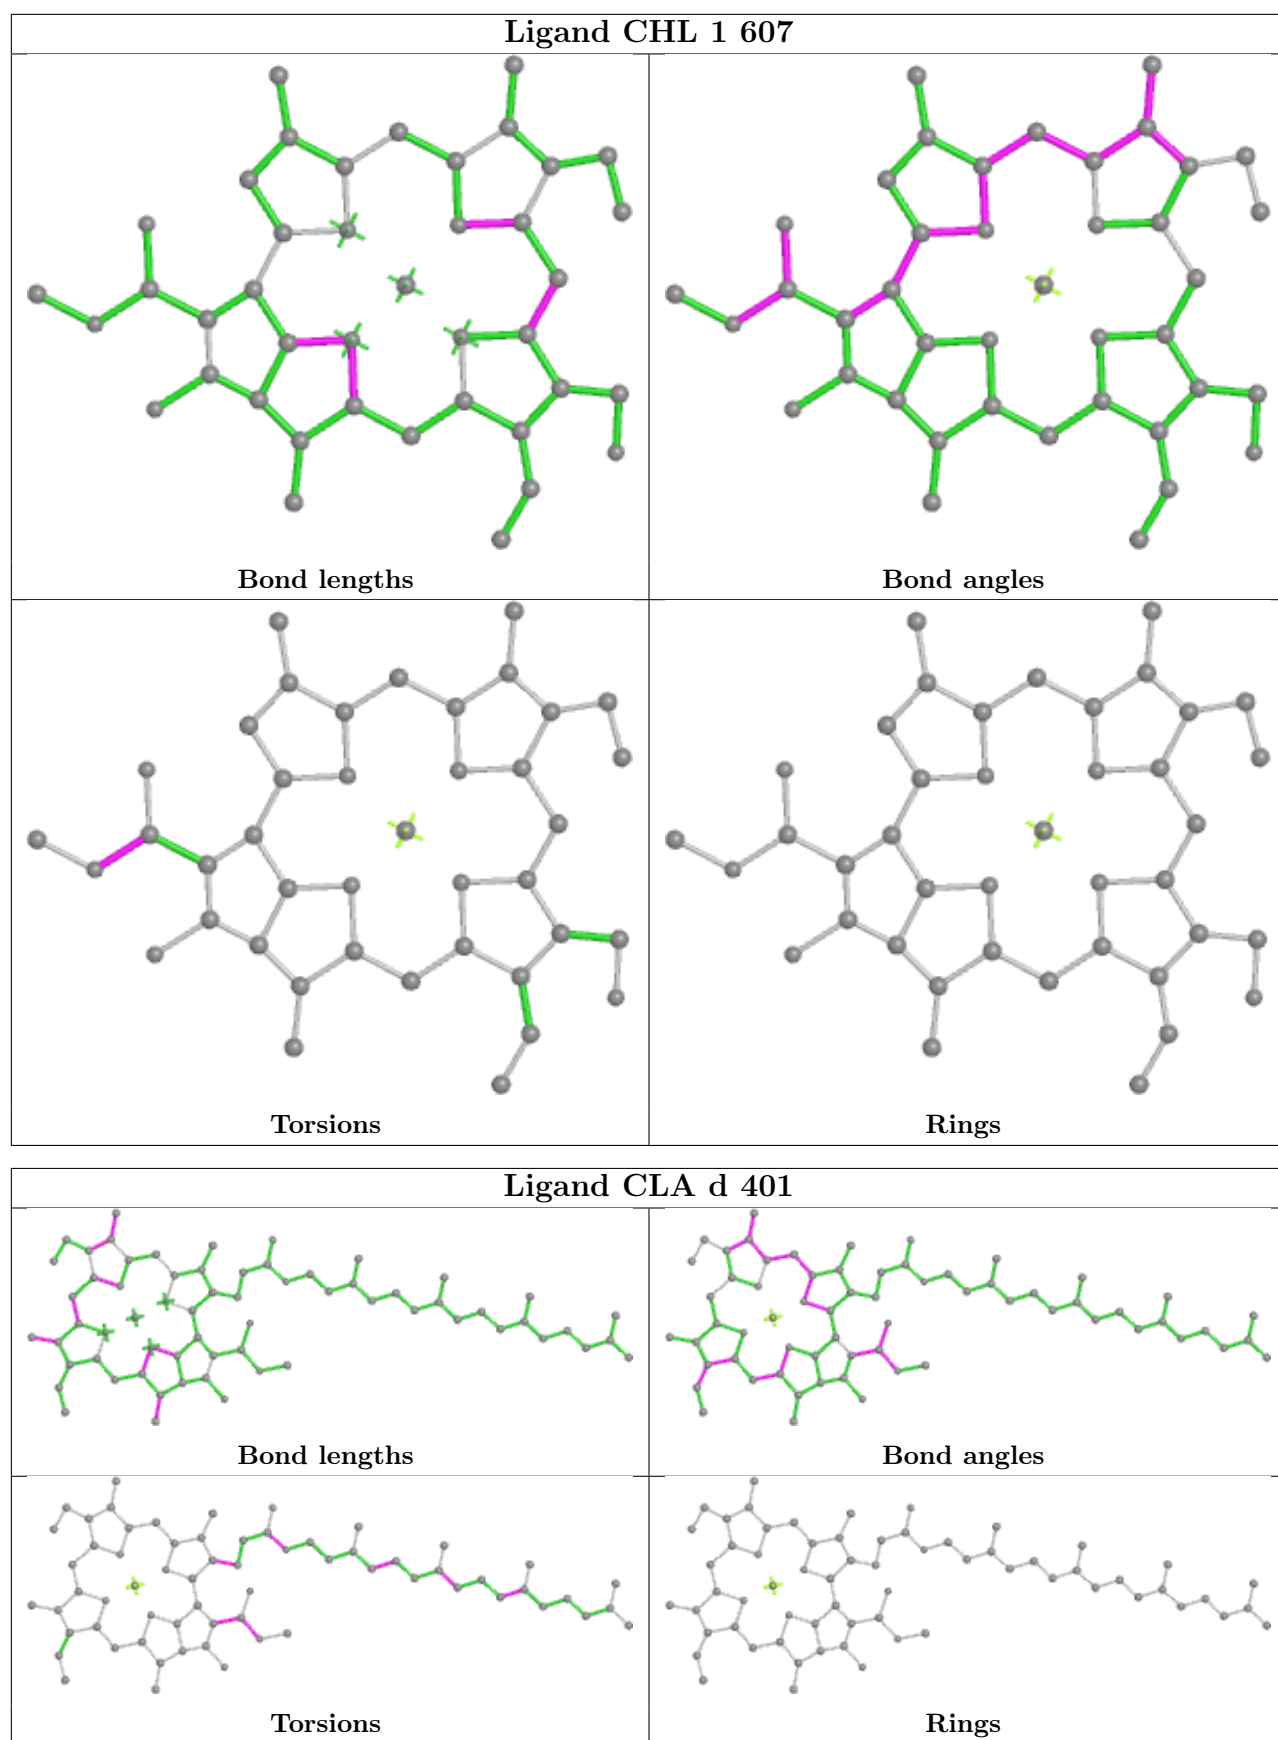 Ligand CHL 1 607
Bond lengths
Bond angles
Torsions
Rings
Ligand CLA d 401
Bond lengths
Bond angles
Torsions
Rings